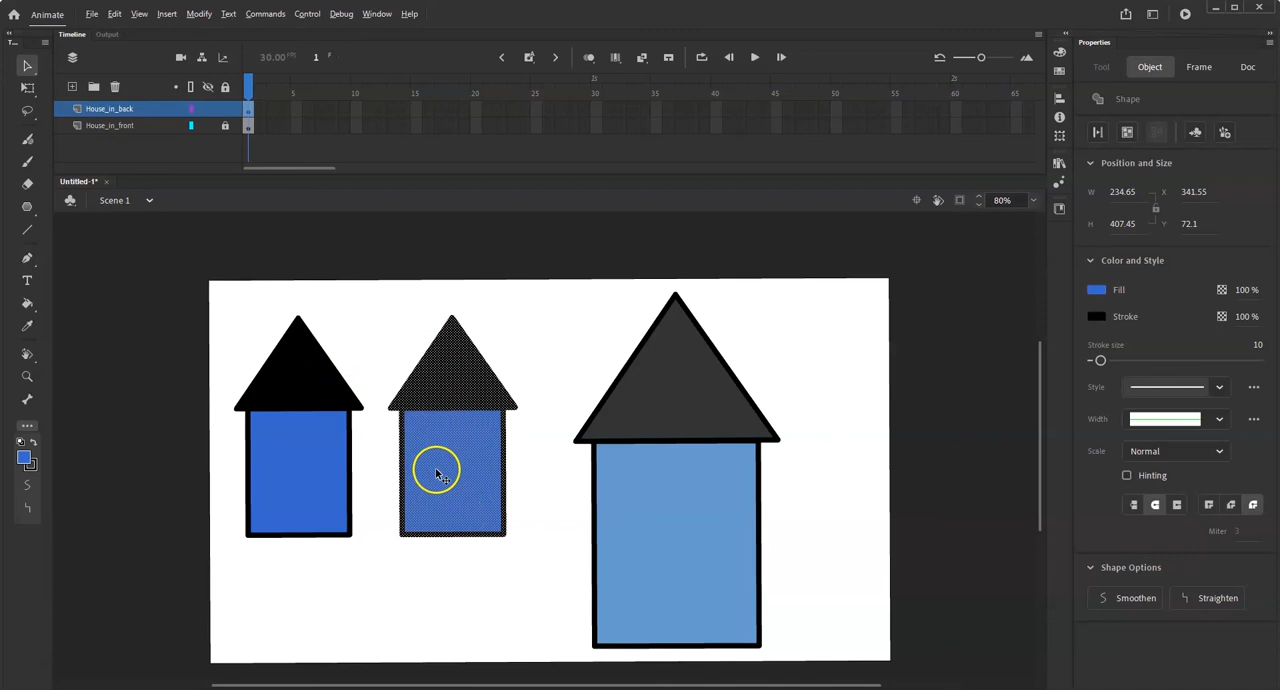 Animate File Edit View Insert Modify Text Commands Control Debug Window Help
Timeline Output
30.00 FPS 1 F
1s 2s
5 10 15 20 25 30 35 40 45 50 55 60 65
House_in_back
House_in_front
Untitled-1*
Scene 1
80%
Properties
Tool Object Frame Doc
Shape
Position and Size
W 234.65 X 341.55
H 407.45 Y 72.1
Color and Style
Fill 100 %
Stroke 100 %
Stroke size 10
Style
Width
Scale Normal
Hinting
Miter 3
Shape Options
Smoothen Straighten